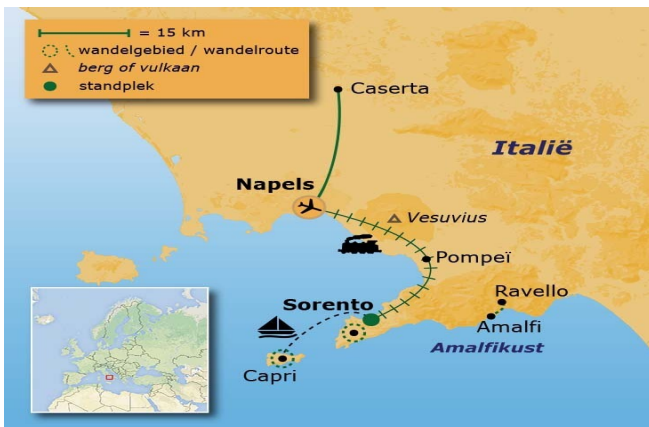 = 15 km
wandelgebied / wandelroute
berg of vulkaan
standplek
Caserta
Italië
Napels
Vesuvius
Pompeï
Ravello
Sorento
Amalfi
Amalfikust
Capri